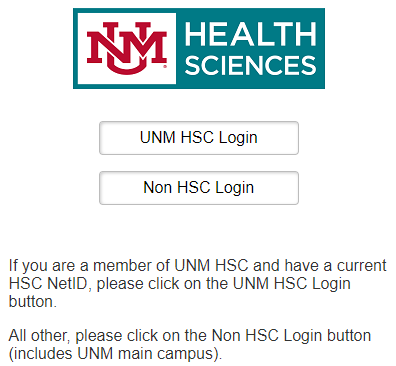 UNM HEALTH
SCIENCES
UNM HSC Login
Non HSC Login
If you are a member of UNM HSC and have a current
HSC NetID, please click on the UNM HSC Login
button.
All other, please click on the Non HSC Login button
(includes UNM main campus).